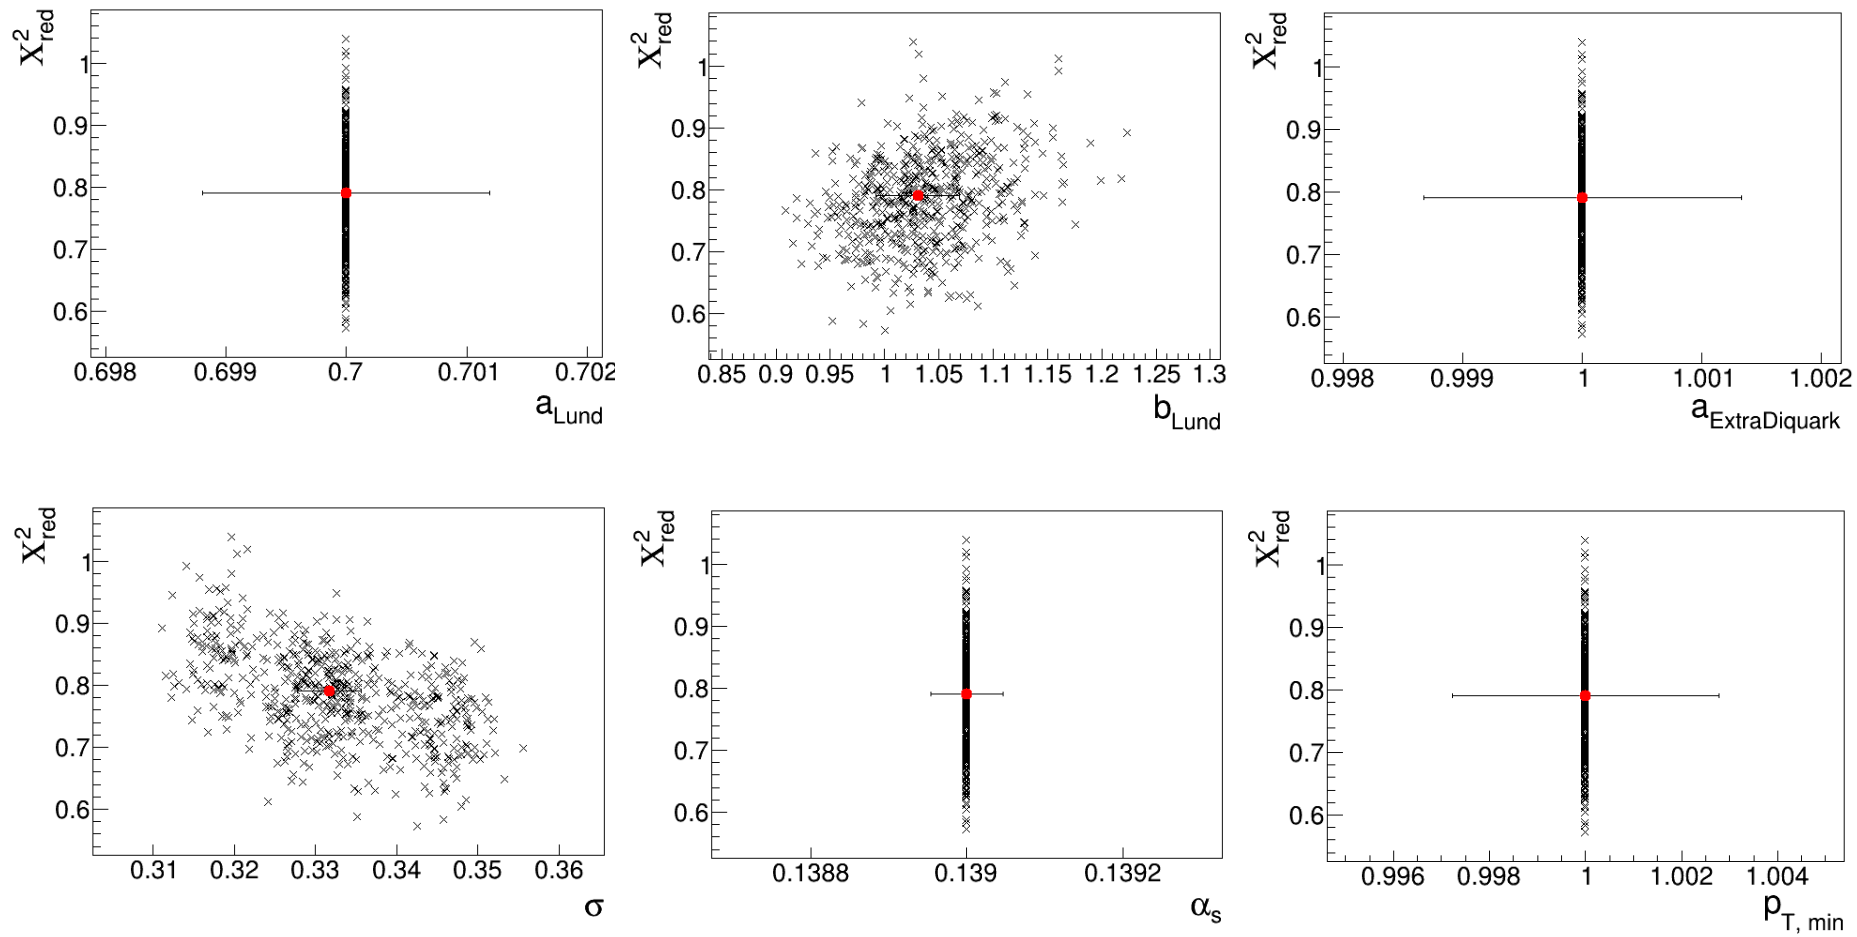 Χ²red
1
0.9
0.8
0.7
0.6
0.698 0.699 0.7 0.701 0.702
aLund
Χ²red
1
0.9
0.8
0.7
0.6
0.85 0.9 0.95 1 1.05 1.1 1.15 1.2 1.25 1.3
bLund
Χ²red
1
0.9
0.8
0.7
0.6
0.998 0.999 1 1.001 1.002
aExtraDiquark
Χ²red
1
0.9
0.8
0.7
0.6
0.31 0.32 0.33 0.34 0.35 0.36
σ
Χ²red
1
0.9
0.8
0.7
0.6
0.1388 0.139 0.1392
αs
Χ²red
1
0.9
0.8
0.7
0.6
0.996 0.998 1 1.002 1.004
pT, min